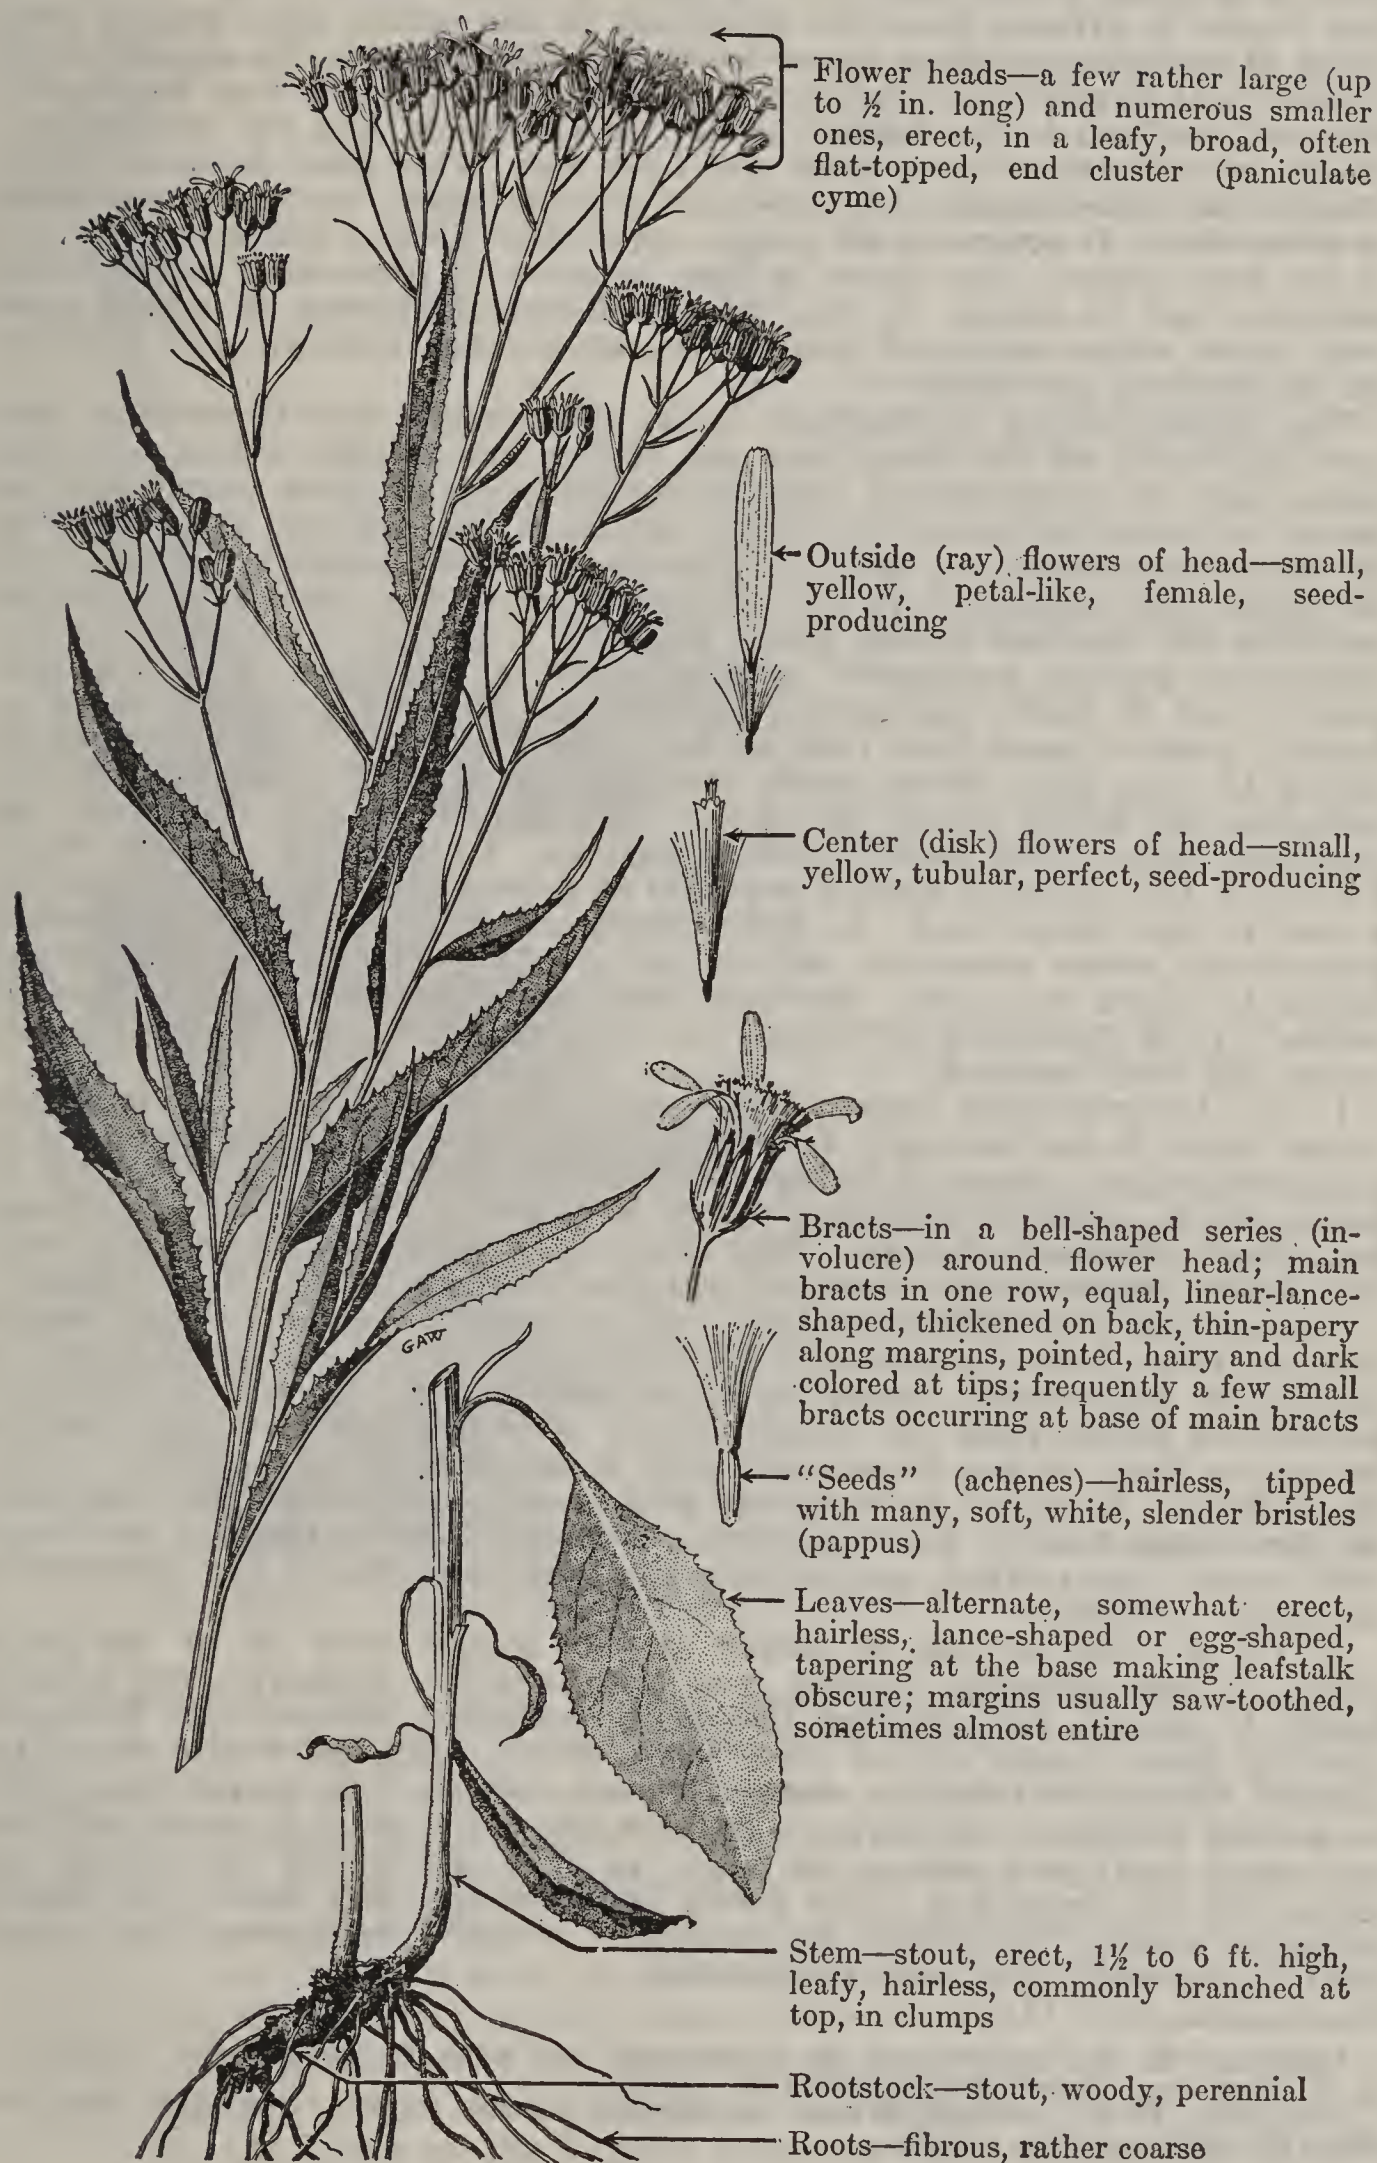 Flower heads—a few rather large (up
to ½ in. long) and numerous smaller
ones, erect, in a leafy, broad, often
flat-topped, end cluster (paniculate
cyme)
Outside (ray) flowers of head—small,
yellow, petal-like, female, seed-
producing
Center (disk) flowers of head—small,
yellow, tubular, perfect, seed-producing
Bracts—in a bell-shaped series (in-
volucre) around flower head; main
bracts in one row, equal, linear-lance-
shaped, thickened on back, thin-papery
along margins, pointed, hairy and dark
colored at tips; frequently a few small
bracts occurring at base of main bracts
GAW
"Seeds" (achenes)—hairless, tipped
with many, soft, white, slender bristles
(pappus)
Leaves—alternate, somewhat erect,
hairless, lance-shaped or egg-shaped,
tapering at the base making leafstalk
obscure; margins usually saw-toothed,
sometimes almost entire
Stem—stout, erect, 1½ to 6 ft. high,
leafy, hairless, commonly branched at
top, in clumps
Rootstock—stout, woody, perennial
Roots—fibrous, rather coarse